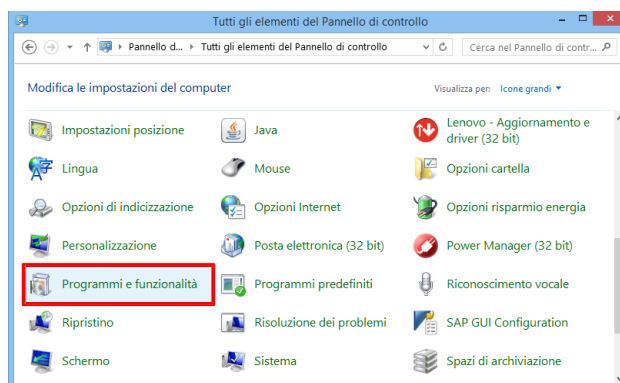 Tutti gli elementi del Pannello di controllo
Pannello d... Tutti gli elementi del Pannello di controllo Cerca nel Pannello di contr...
Modifica le impostazioni del computer Visualizza per: Icone grandi
Impostazioni posizione Java Lenovo - Aggiornamento e
driver (32 bit)
Lingua Mouse Opzioni cartella
Opzioni di indicizzazione Opzioni Internet Opzioni risparmio energia
Personalizzazione Posta elettronica (32 bit) Power Manager (32 bit)
Programmi e funzionalità Programmi predefiniti Riconoscimento vocale
Ripristino Risoluzione dei problemi SAP GUI Configuration
Schermo Sistema Spazi di archiviazione